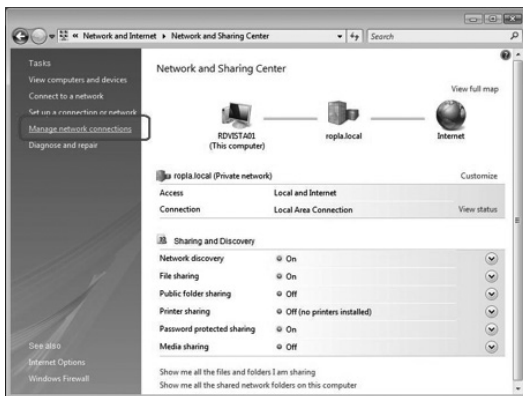 « Network and Internet ▸ Network and Sharing Center
Search
Tasks
View computers and devices
Connect to a network
Set up a connection or network
Manage network connections
Diagnose and repair
See also
Internet Options
Windows Firewall
Network and Sharing Center
View full map
RDVISTA01
(This computer)
ropla.local
Internet
ropla.local (Private network)
Customize
Access Local and Internet
Connection Local Area Connection View status
Sharing and Discovery
Network discovery On
File sharing On
Public folder sharing Off
Printer sharing Off (no printers installed)
Password protected sharing On
Media sharing Off
Show me all the files and folders I am sharing
Show me all the shared network folders on this computer